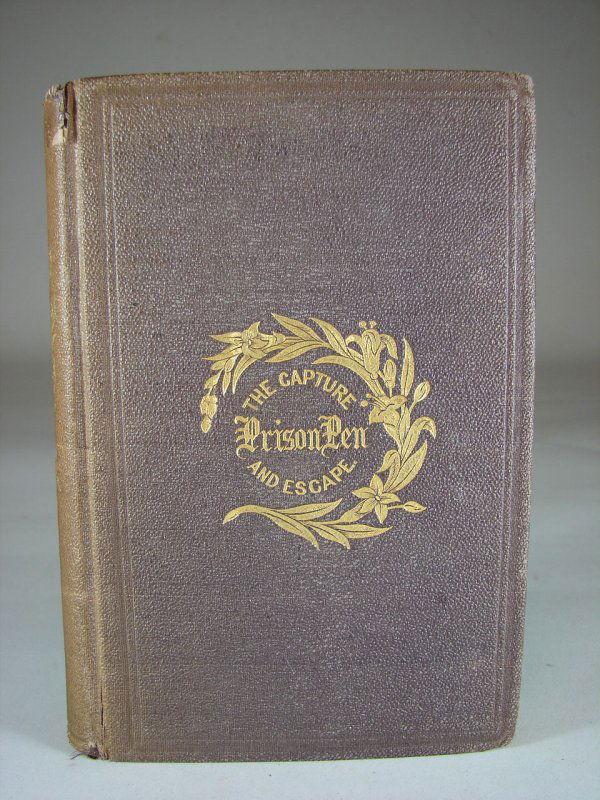 THE CAPTURE
Prison Pen
AND ESCAPE.